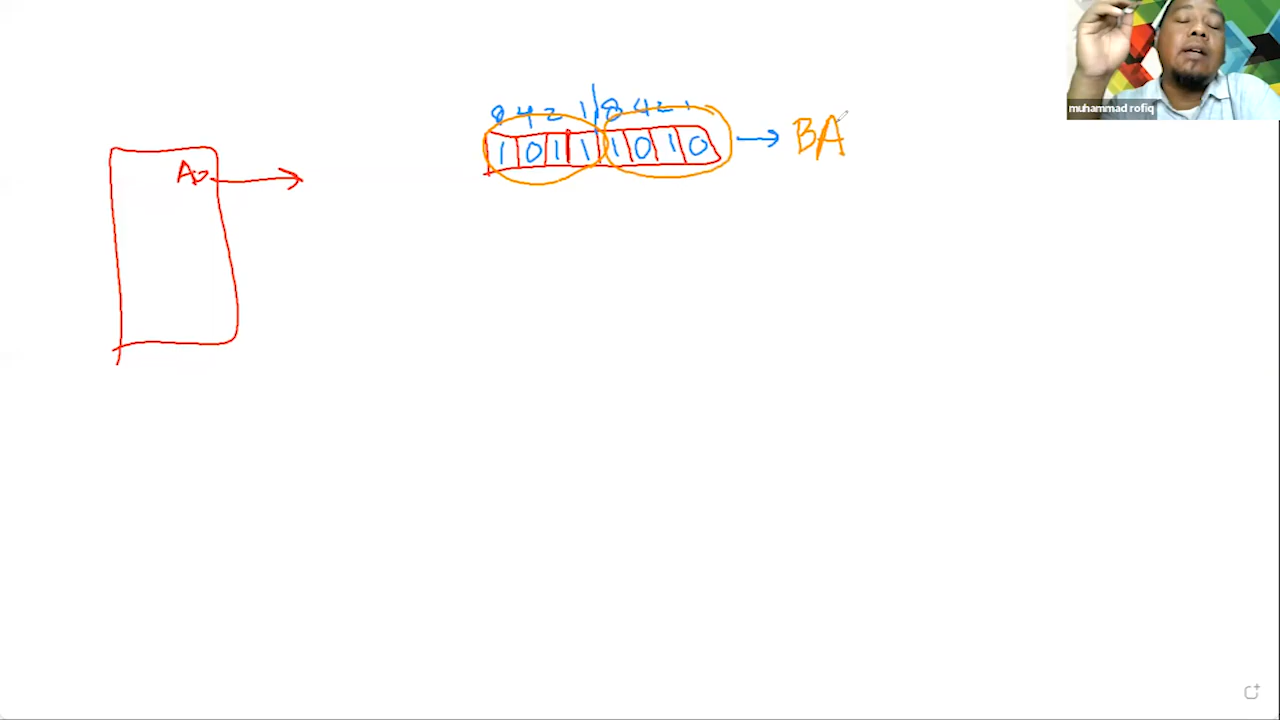 muhammad rofiq
8 4 2 1 | 8 4 2 1
1 0 1 1 1 0 1 0 → BA
A0